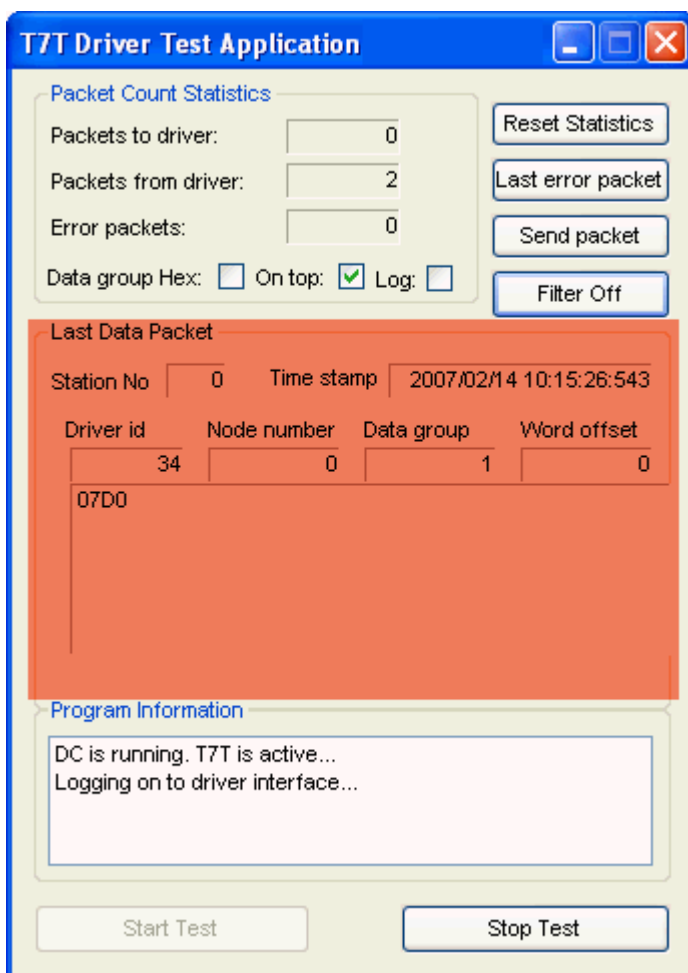 T7T Driver Test Application
Packet Count Statistics
Packets to driver: 0
Packets from driver: 2
Error packets: 0
Data group Hex: On top: Log:
Reset Statistics
Last error packet
Send packet
Filter Off
Last Data Packet
Station No 0 Time stamp 2007/02/14 10:15:26:543
Driver id Node number Data group Word offset
34 0 1 0
07D0
Program Information
DC is running. T7T is active...
Logging on to driver interface...
Start Test Stop Test